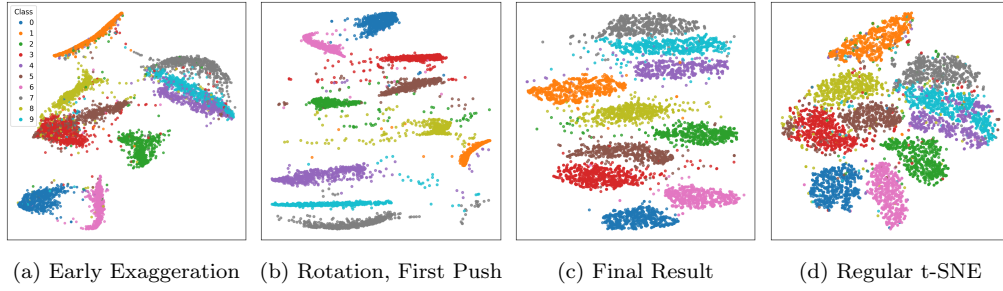 Class
0
1
2
3
4
5
6
7
8
9
(a) Early Exaggeration
(b) Rotation, First Push
(c) Final Result
(d) Regular t-SNE